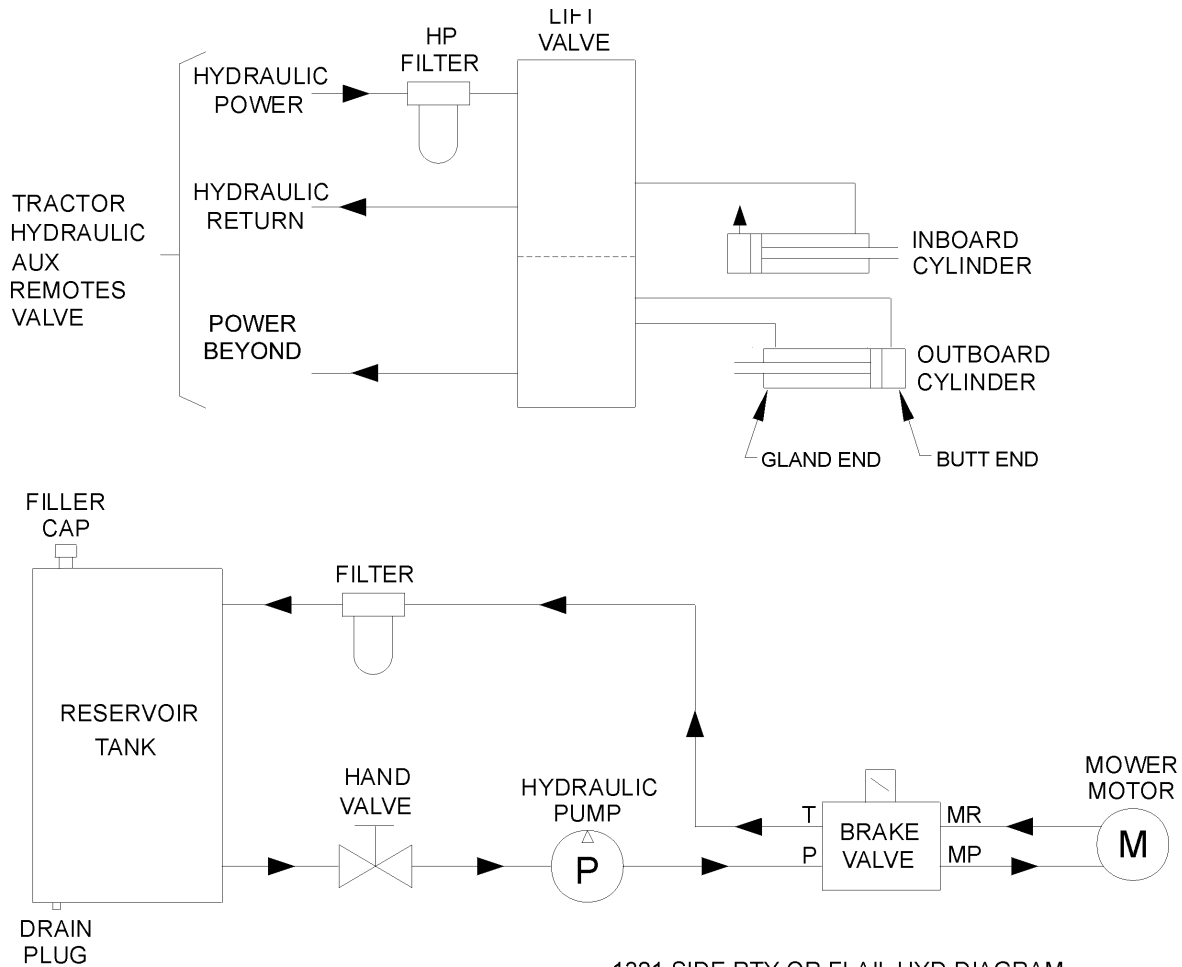 LIFT
VALVE
HP
FILTER
HYDRAULIC
POWER
HYDRAULIC
RETURN
TRACTOR
HYDRAULIC
AUX
REMOTES
VALVE
POWER
BEYOND
INBOARD
CYLINDER
OUTBOARD
CYLINDER
GLAND END
BUTT END
FILLER
CAP
FILTER
RESERVOIR
TANK
HAND
VALVE
HYDRAULIC
PUMP
P
T
P
BRAKE
VALVE
MR
MP
MOWER
MOTOR
M
DRAIN
PLUG
SIDE RTY OR FLAIL HYD DIAGRAM